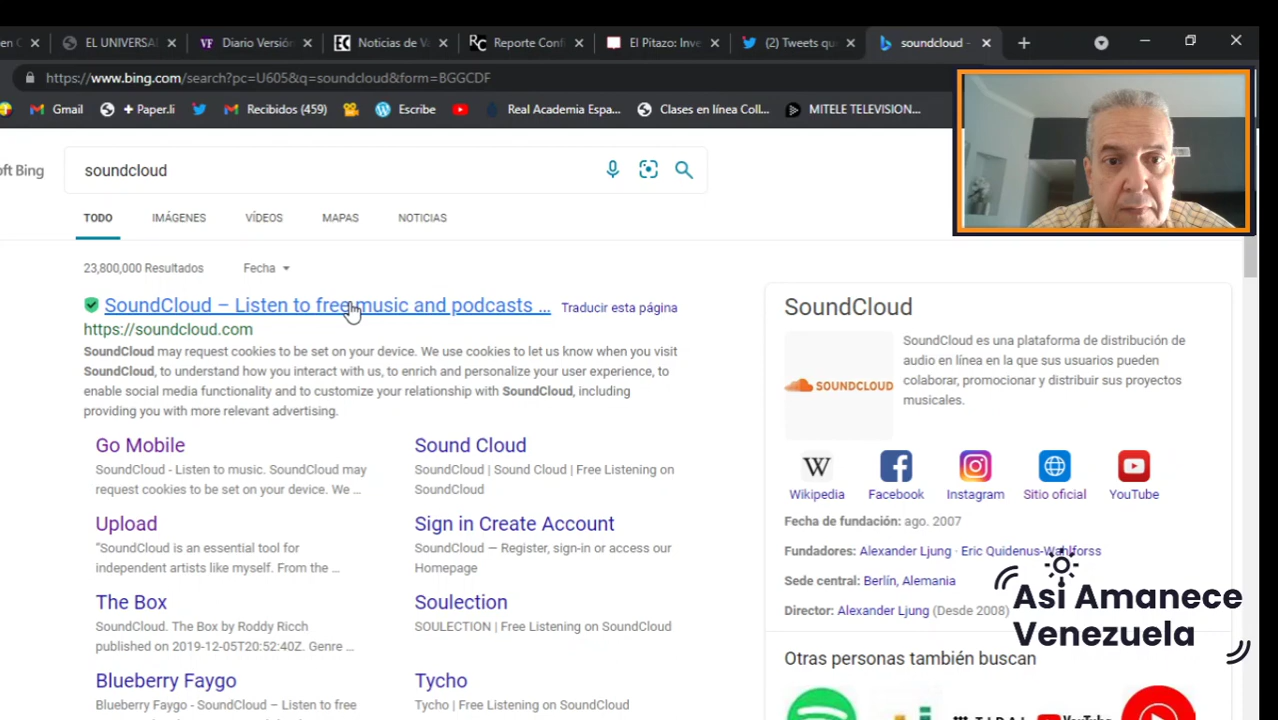 en C
EL UNIVERSA
Diario Versión
Noticias de Va
Reporte Confi
El Pitazo: Inve
(2) Tweets que
soundcloud -
https://www.bing.com/search?pc=U605&q=soundcloud&form=BGGCDF
Gmail
+ Paper.li
Recibidos (459)
Escribe
Real Academia Espa...
Clases en línea Coll...
MITELE TELEVISION...
oft Bing
soundcloud
TODO
IMÁGENES
VÍDEOS
MAPAS
NOTICIAS
23,800,000 Resultados
Fecha
SoundCloud – Listen to free music and podcasts ...
Traducir esta página
https://soundcloud.com
SoundCloud may request cookies to be set on your device. We use cookies to let us know when you visit
SoundCloud, to understand how you interact with us, to enrich and personalize your user experience, to
enable social media functionality and to customize your relationship with SoundCloud, including
providing you with more relevant advertising.
Go Mobile
SoundCloud - Listen to music. SoundCloud may
request cookies to be set on your device. We ...
Sound Cloud
SoundCloud | Sound Cloud | Free Listening on
SoundCloud
Upload
“SoundCloud is an essential tool for
independent artists like myself. From the ...
Sign in Create Account
SoundCloud — Register, sign-in or access our
Homepage
The Box
SoundCloud. The Box by Roddy Ricch
published on 2019-12-05T20:52:40Z. Genre ...
Soulection
SOULECTION | Free Listening on SoundCloud
Blueberry Faygo
Blueberry Faygo - SoundCloud – Listen to free
Tycho
Tycho | Free Listening on SoundCloud
SoundCloud
SOUNDCLOUD
SoundCloud es una plataforma de distribución de
audio en línea en la que sus usuarios pueden
colaborar, promocionar y distribuir sus proyectos
musicales.
W
Wikipedia
Facebook
Instagram
Sitio oficial
YouTube
Fecha de fundación: ago. 2007
Fundadores: Alexander Ljung · Eric Quidenus-Wahlforss
Sede central: Berlín, Alemania
Director: Alexander Ljung (Desde 2008)
Otras personas también buscan
Asi Amanece
Venezuela